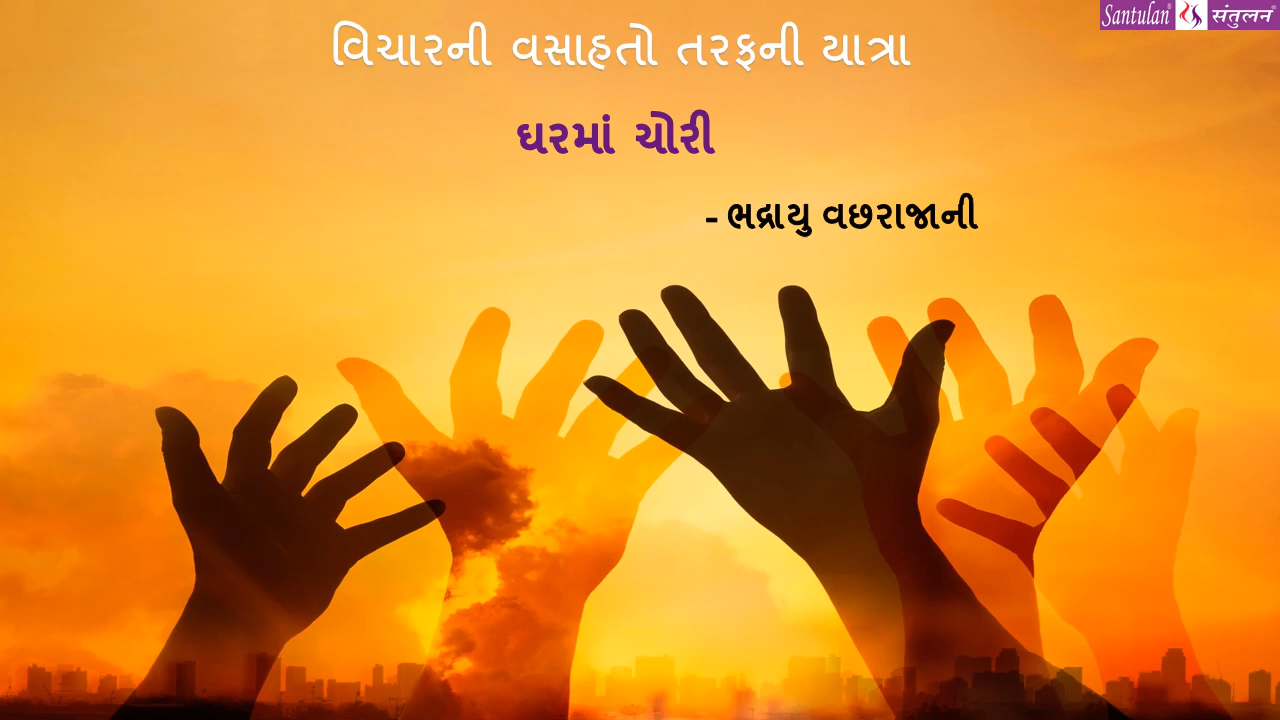 Santulan® संतुलन®
વિચારની વસાહતો તરફની યાત્રા
ઘરમાં ચોરી
- ભદ્રાયુ વછરાજાની